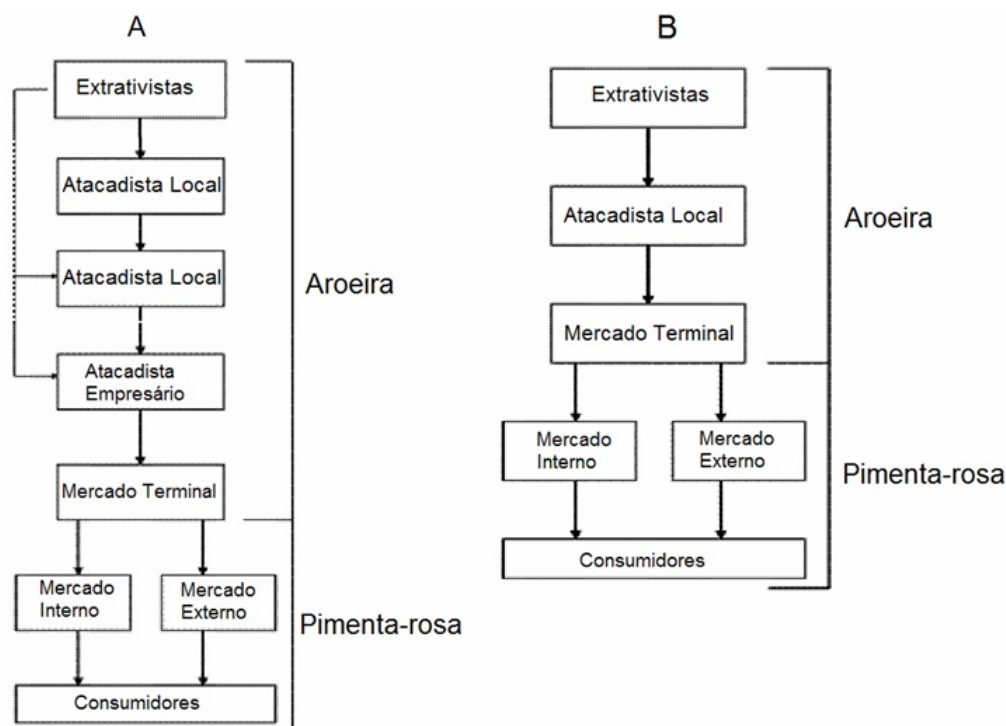 A
Extrativistas
Atacadista Local
Atacadista Local
Atacadista
Empresário
Mercado Terminal
Mercado
Interno
Mercado
Externo
Consumidores
Aroeira
Pimenta-rosa
B
Extrativistas
Atacadista Local
Mercado Terminal
Mercado
Interno
Mercado
Externo
Consumidores
Aroeira
Pimenta-rosa